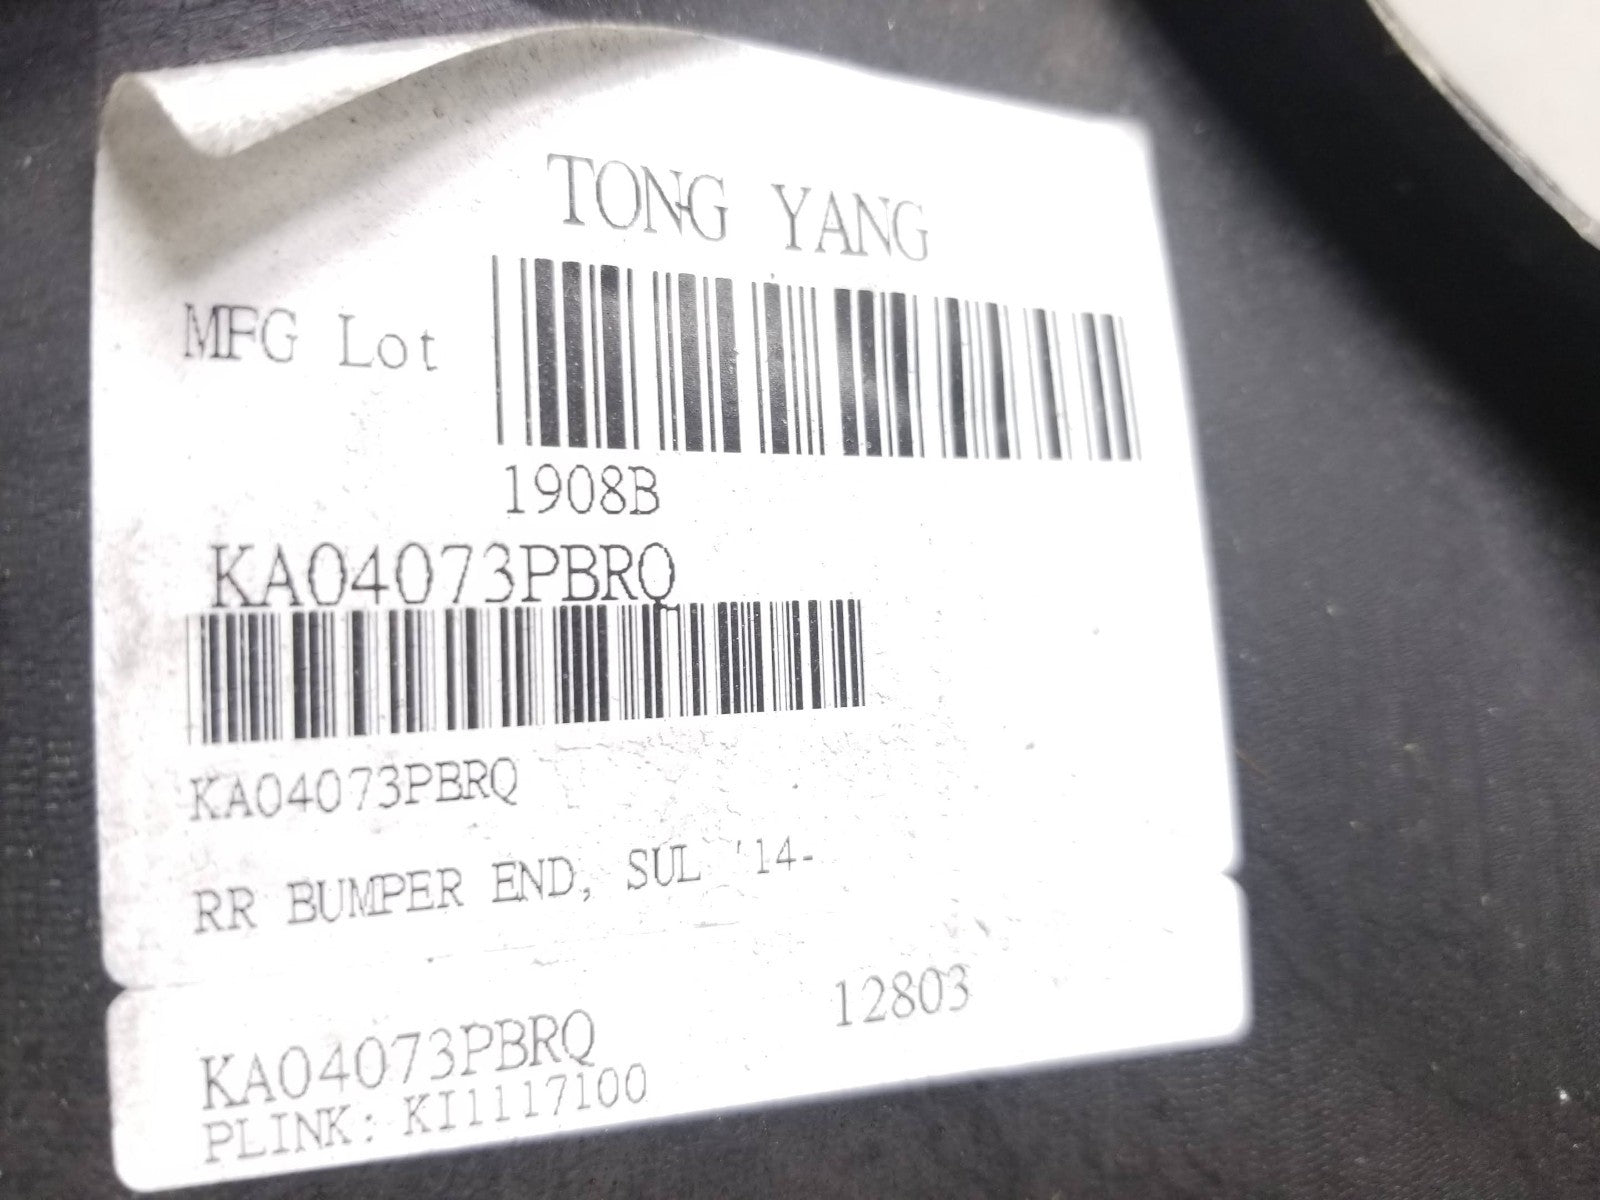 TONG YANG
MFG Lot
1908B
KA04073PBRQ
KA04073PBRQ
RR BUMPER END, SUL '14-
KA04073PBRQ 12803
PLINK: KI1117100